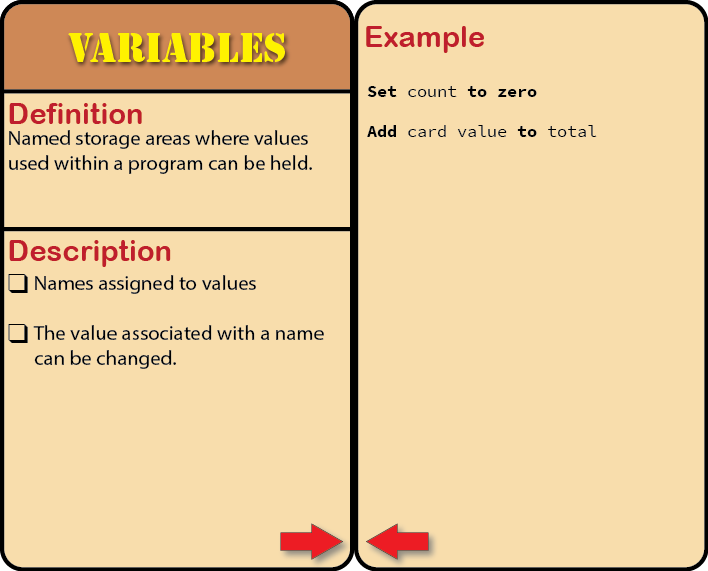 VARIABLES
Definition
Named storage areas where values
used within a program can be held.
Description
Names assigned to values
The value associated with a name
can be changed.
Example
Set count to zero
Add card value to total